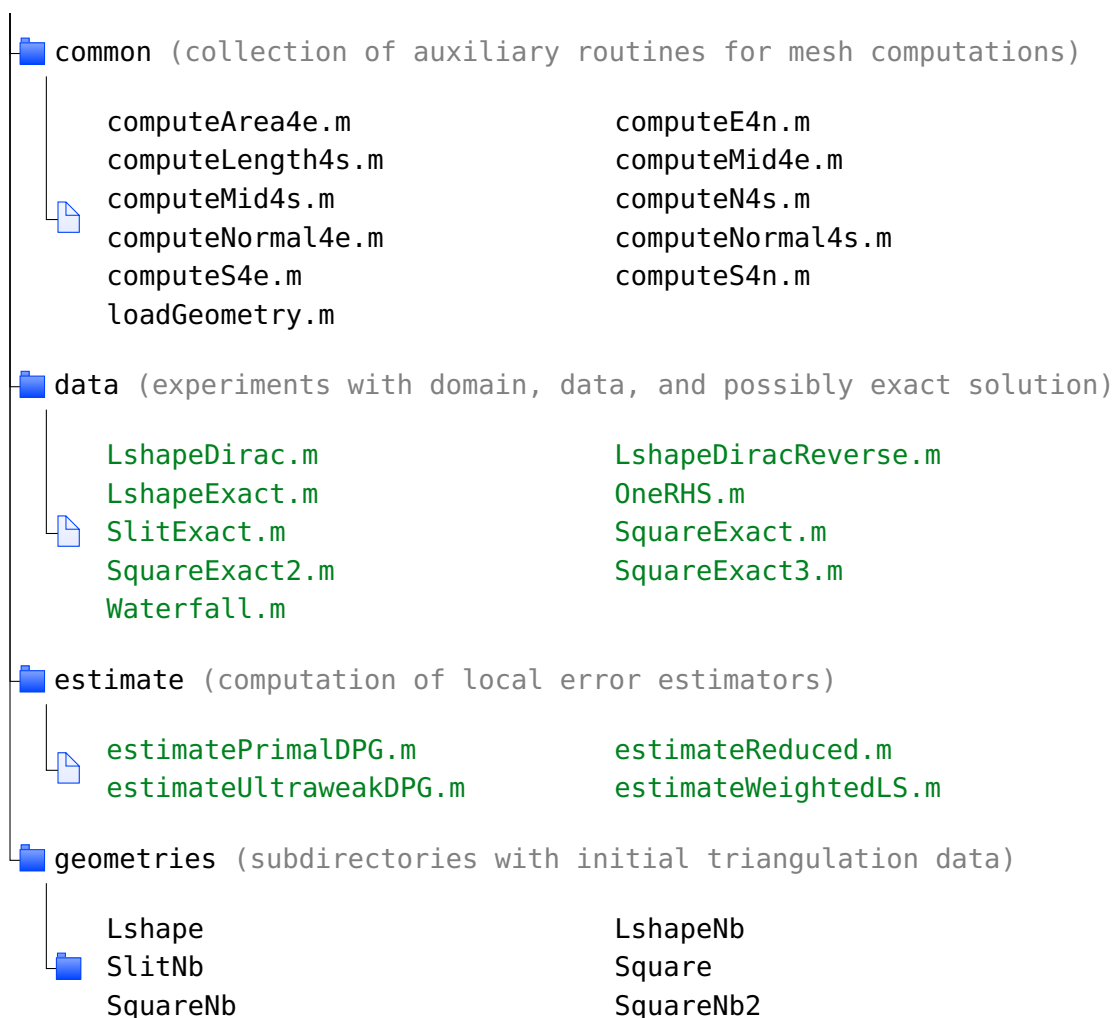 common (collection of auxiliary routines for mesh computations)
computeArea4e.m computeE4n.m
computeLength4s.m computeMid4e.m
computeMid4s.m computeN4s.m
computeNormal4e.m computeNormal4s.m
computeS4e.m computeS4n.m
loadGeometry.m
data (experiments with domain, data, and possibly exact solution)
LshapeDirac.m LshapeDiracReverse.m
LshapeExact.m OneRHS.m
SlitExact.m SquareExact.m
SquareExact2.m SquareExact3.m
Waterfall.m
estimate (computation of local error estimators)
estimatePrimalDPG.m estimateReduced.m
estimateUltraweakDPG.m estimateWeightedLS.m
geometries (subdirectories with initial triangulation data)
Lshape LshapeNb
SlitNb Square
SquareNb SquareNb2